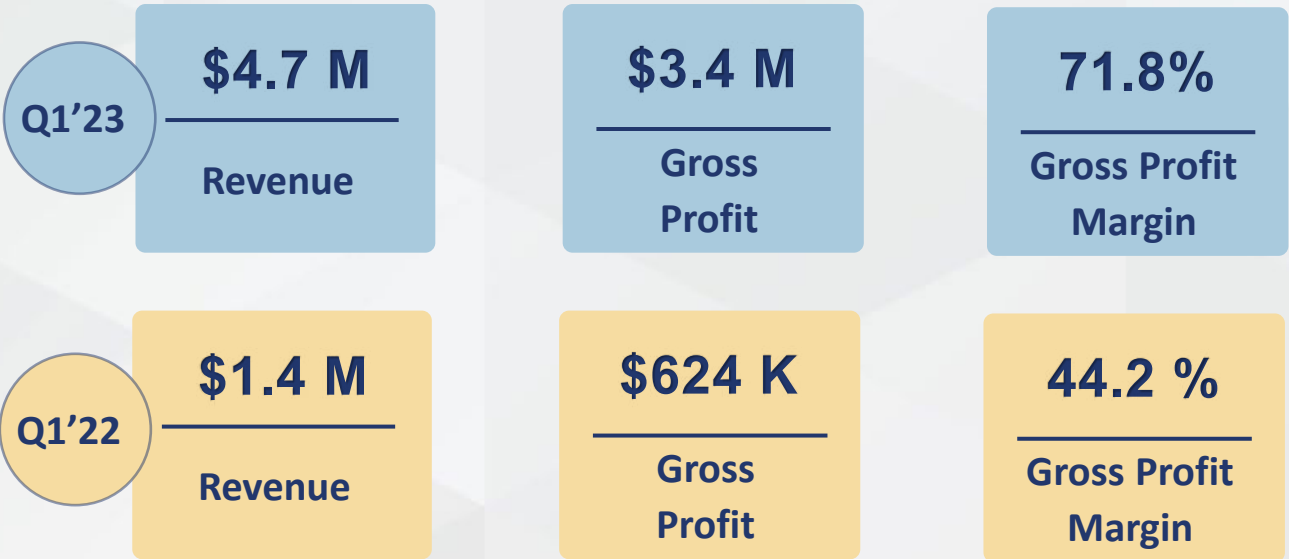 Q1’23
$4.7 M
Revenue
$3.4 M
Gross
Profit
71.8%
Gross Profit
Margin
Q1’22
$1.4 M
Revenue
$624 K
Gross
Profit
44.2 %
Gross Profit
Margin